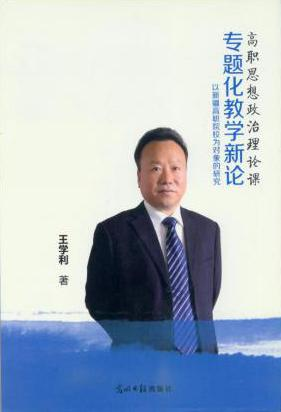 高职思想政治理论课
专题化教学新论
以新疆高职院校为对象的研究
王学利 著
光明日报出版社